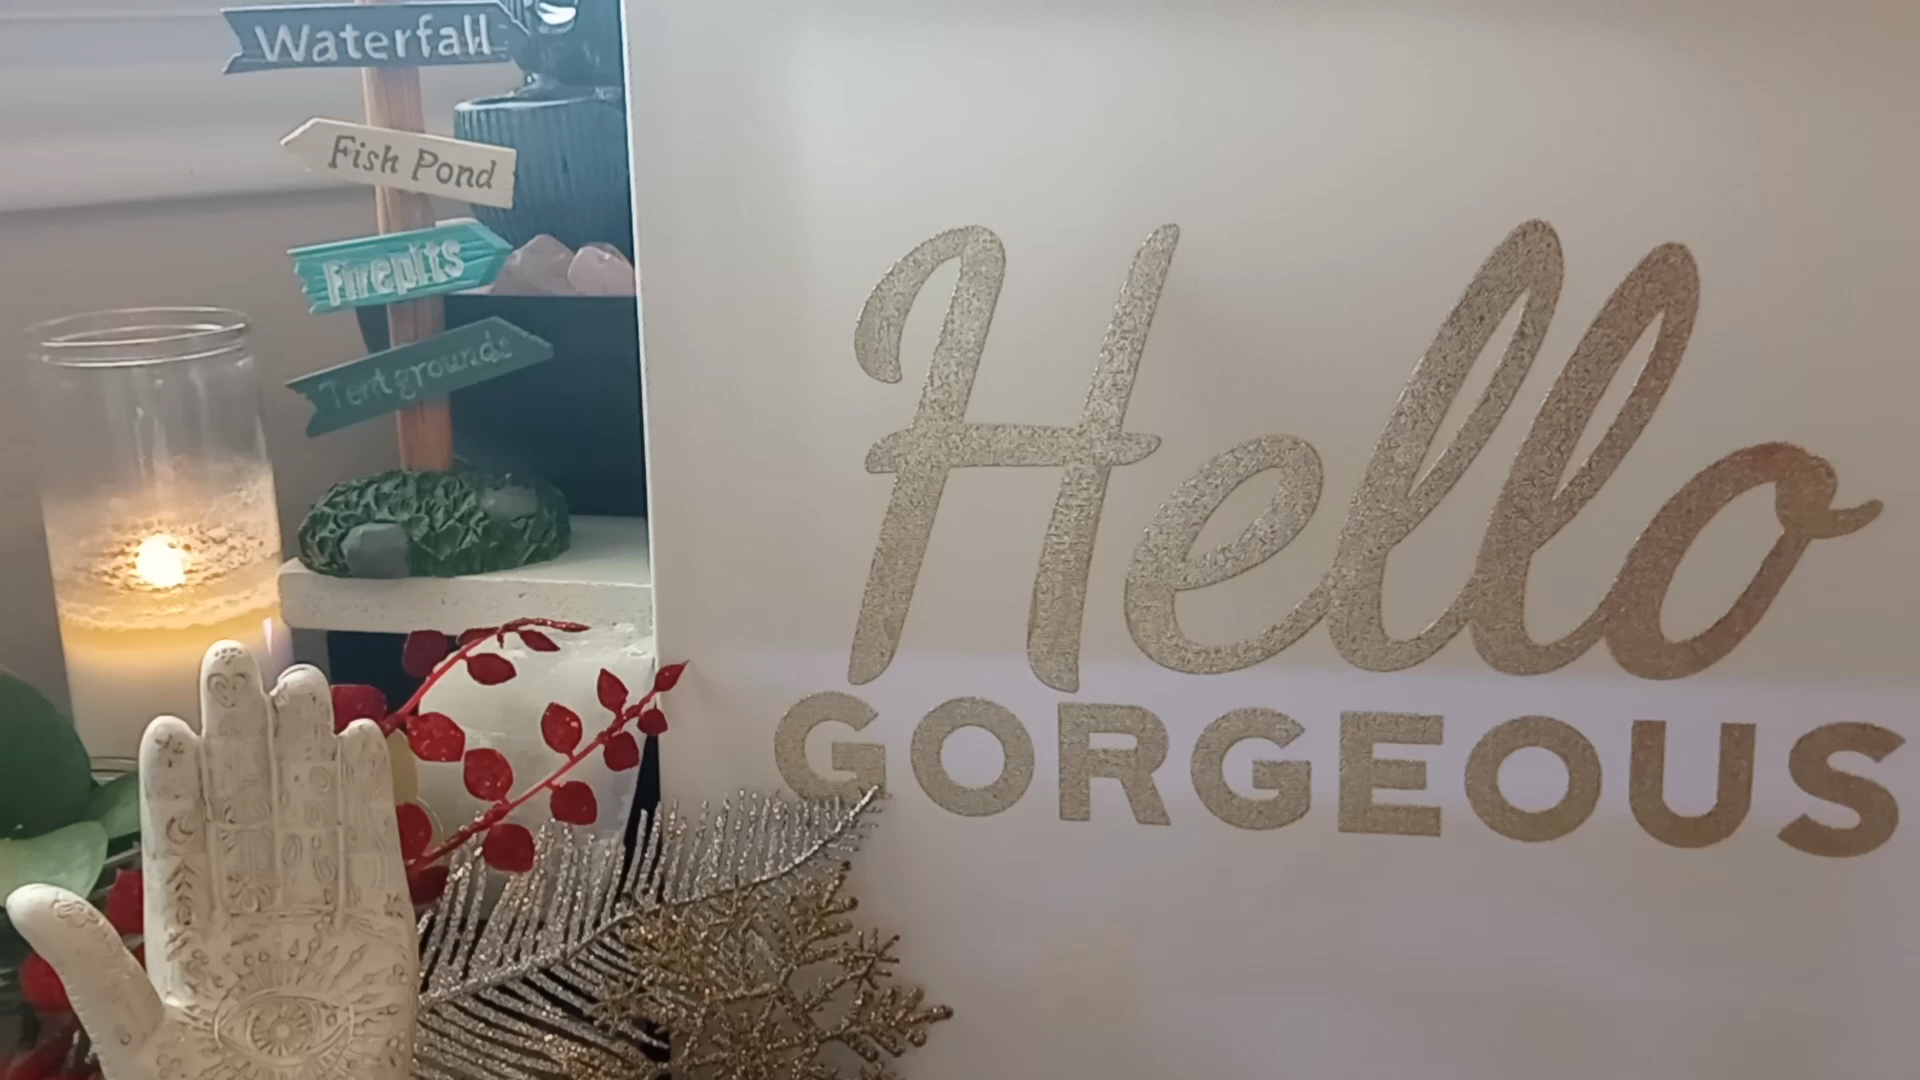 Waterfall
Fish Pond
Firepits
Tentgrounds
Hello
GORGEOUS